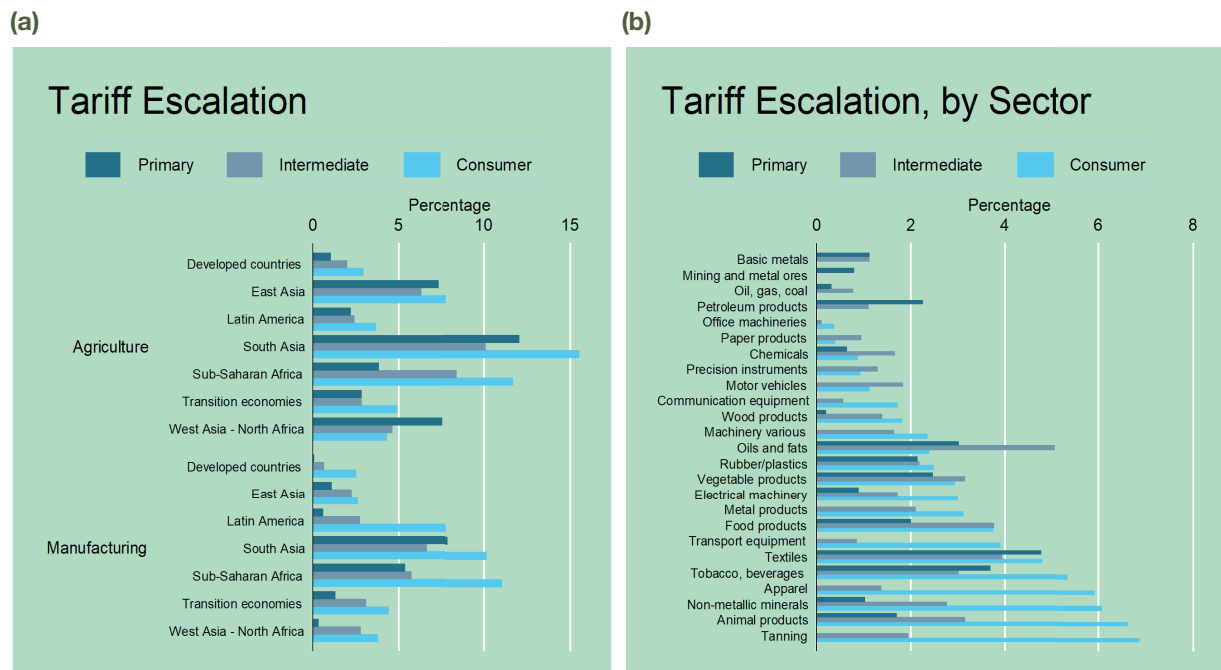 (a)
Tariff Escalation
Primary Intermediate Consumer
Percentage
0 5 10 15
Agriculture
Developed countries
East Asia
Latin America
South Asia
Sub-Saharan Africa
Transition economies
West Asia - North Africa
Manufacturing
Developed countries
East Asia
Latin America
South Asia
Sub-Saharan Africa
Transition economies
West Asia - North Africa
(b)
Tariff Escalation, by Sector
Primary Intermediate Consumer
Percentage
0 2 4 6 8
Basic metals
Mining and metal ores
Oil, gas, coal
Petroleum products
Office machineries
Paper products
Chemicals
Precision instruments
Motor vehicles
Communication equipment
Wood products
Machinery various
Oils and fats
Rubber/plastics
Vegetable products
Electrical machinery
Metal products
Food products
Transport equipment
Textiles
Tobacco, beverages
Apparel
Non-metallic minerals
Animal products
Tanning